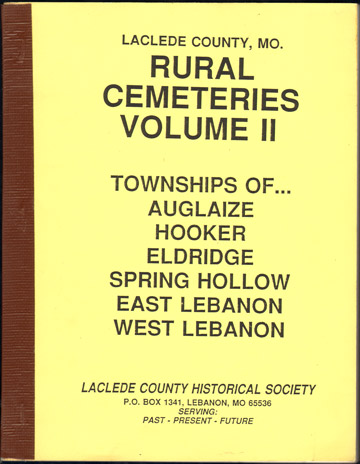 LACLEDE COUNTY, MO.
RURAL
CEMETERIES
VOLUME II
TOWNSHIPS OF...
AUGLAIZE
HOOKER
ELDRIDGE
SPRING HOLLOW
EAST LEBANON
WEST LEBANON
LACLEDE COUNTY HISTORICAL SOCIETY
P.O. BOX 1341, LEBANON, MO 65536
SERVING:
PAST - PRESENT - FUTURE